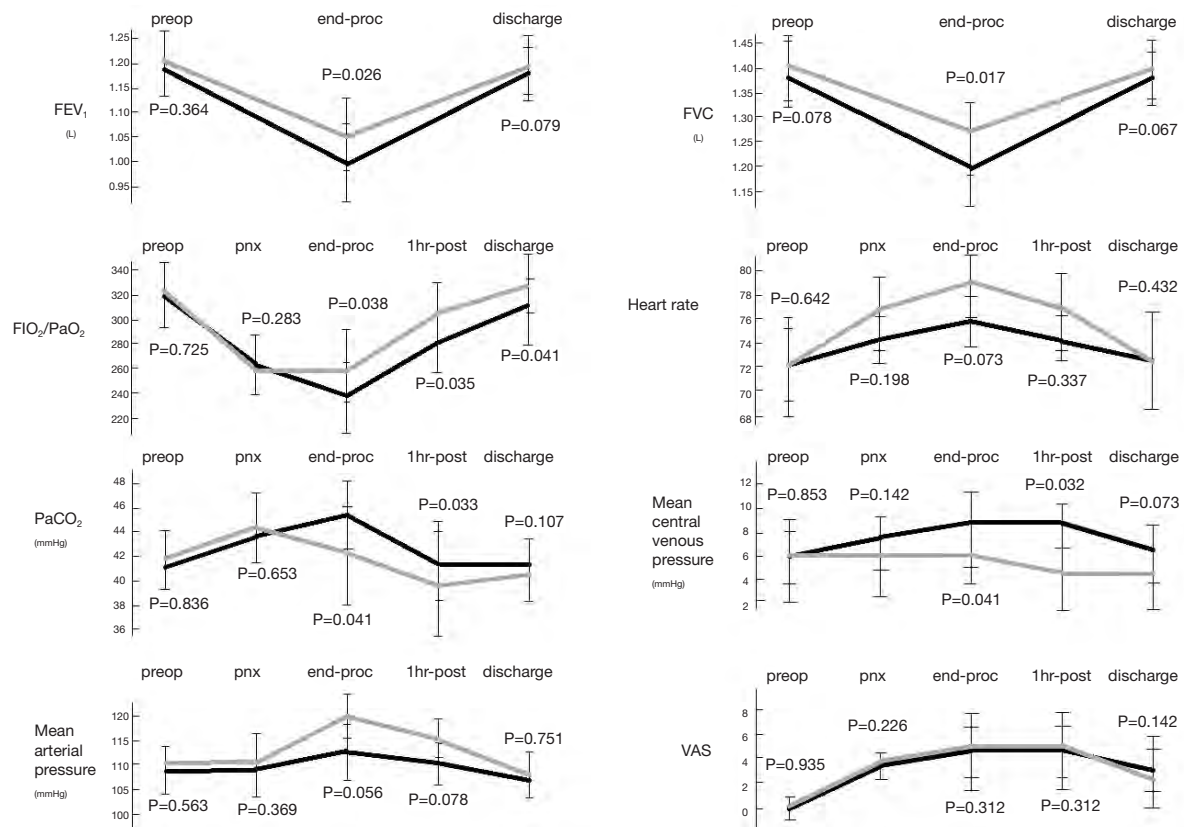 preop end-proc discharge
1.25
1.20
1.15
1.10
1.05
1.00
0.95
FEV₁
(L)
P=0.364
P=0.026
P=0.079
preop end-proc discharge
1.45
1.40
1.35
1.30
1.25
1.20
1.15
FVC
(L)
P=0.078
P=0.017
P=0.067
preop pnx end-proc 1hr-post discharge
340
320
300
280
260
240
220
FIO₂/PaO₂
P=0.725
P=0.283
P=0.038
P=0.035
P=0.041
preop pnx end-proc 1hr-post discharge
80
78
76
74
72
70
68
Heart rate
P=0.642
P=0.198
P=0.073
P=0.337
P=0.432
preop pnx end-proc 1hr-post discharge
48
46
44
42
40
38
36
PaCO₂
(mmHg)
P=0.836
P=0.653
P=0.041
P=0.033
P=0.107
preop pnx end-proc 1hr-post discharge
12
10
8
6
4
2
Mean
central
venous
pressure
(mmHg)
P=0.853
P=0.142
P=0.041
P=0.032
P=0.073
preop pnx end-proc 1hr-post discharge
120
115
110
105
100
Mean
arterial
pressure
(mmHg)
P=0.563
P=0.369
P=0.056
P=0.078
P=0.751
preop pnx end-proc 1hr-post discharge
8
6
4
2
0
VAS
P=0.935
P=0.226
P=0.312
P=0.312
P=0.142